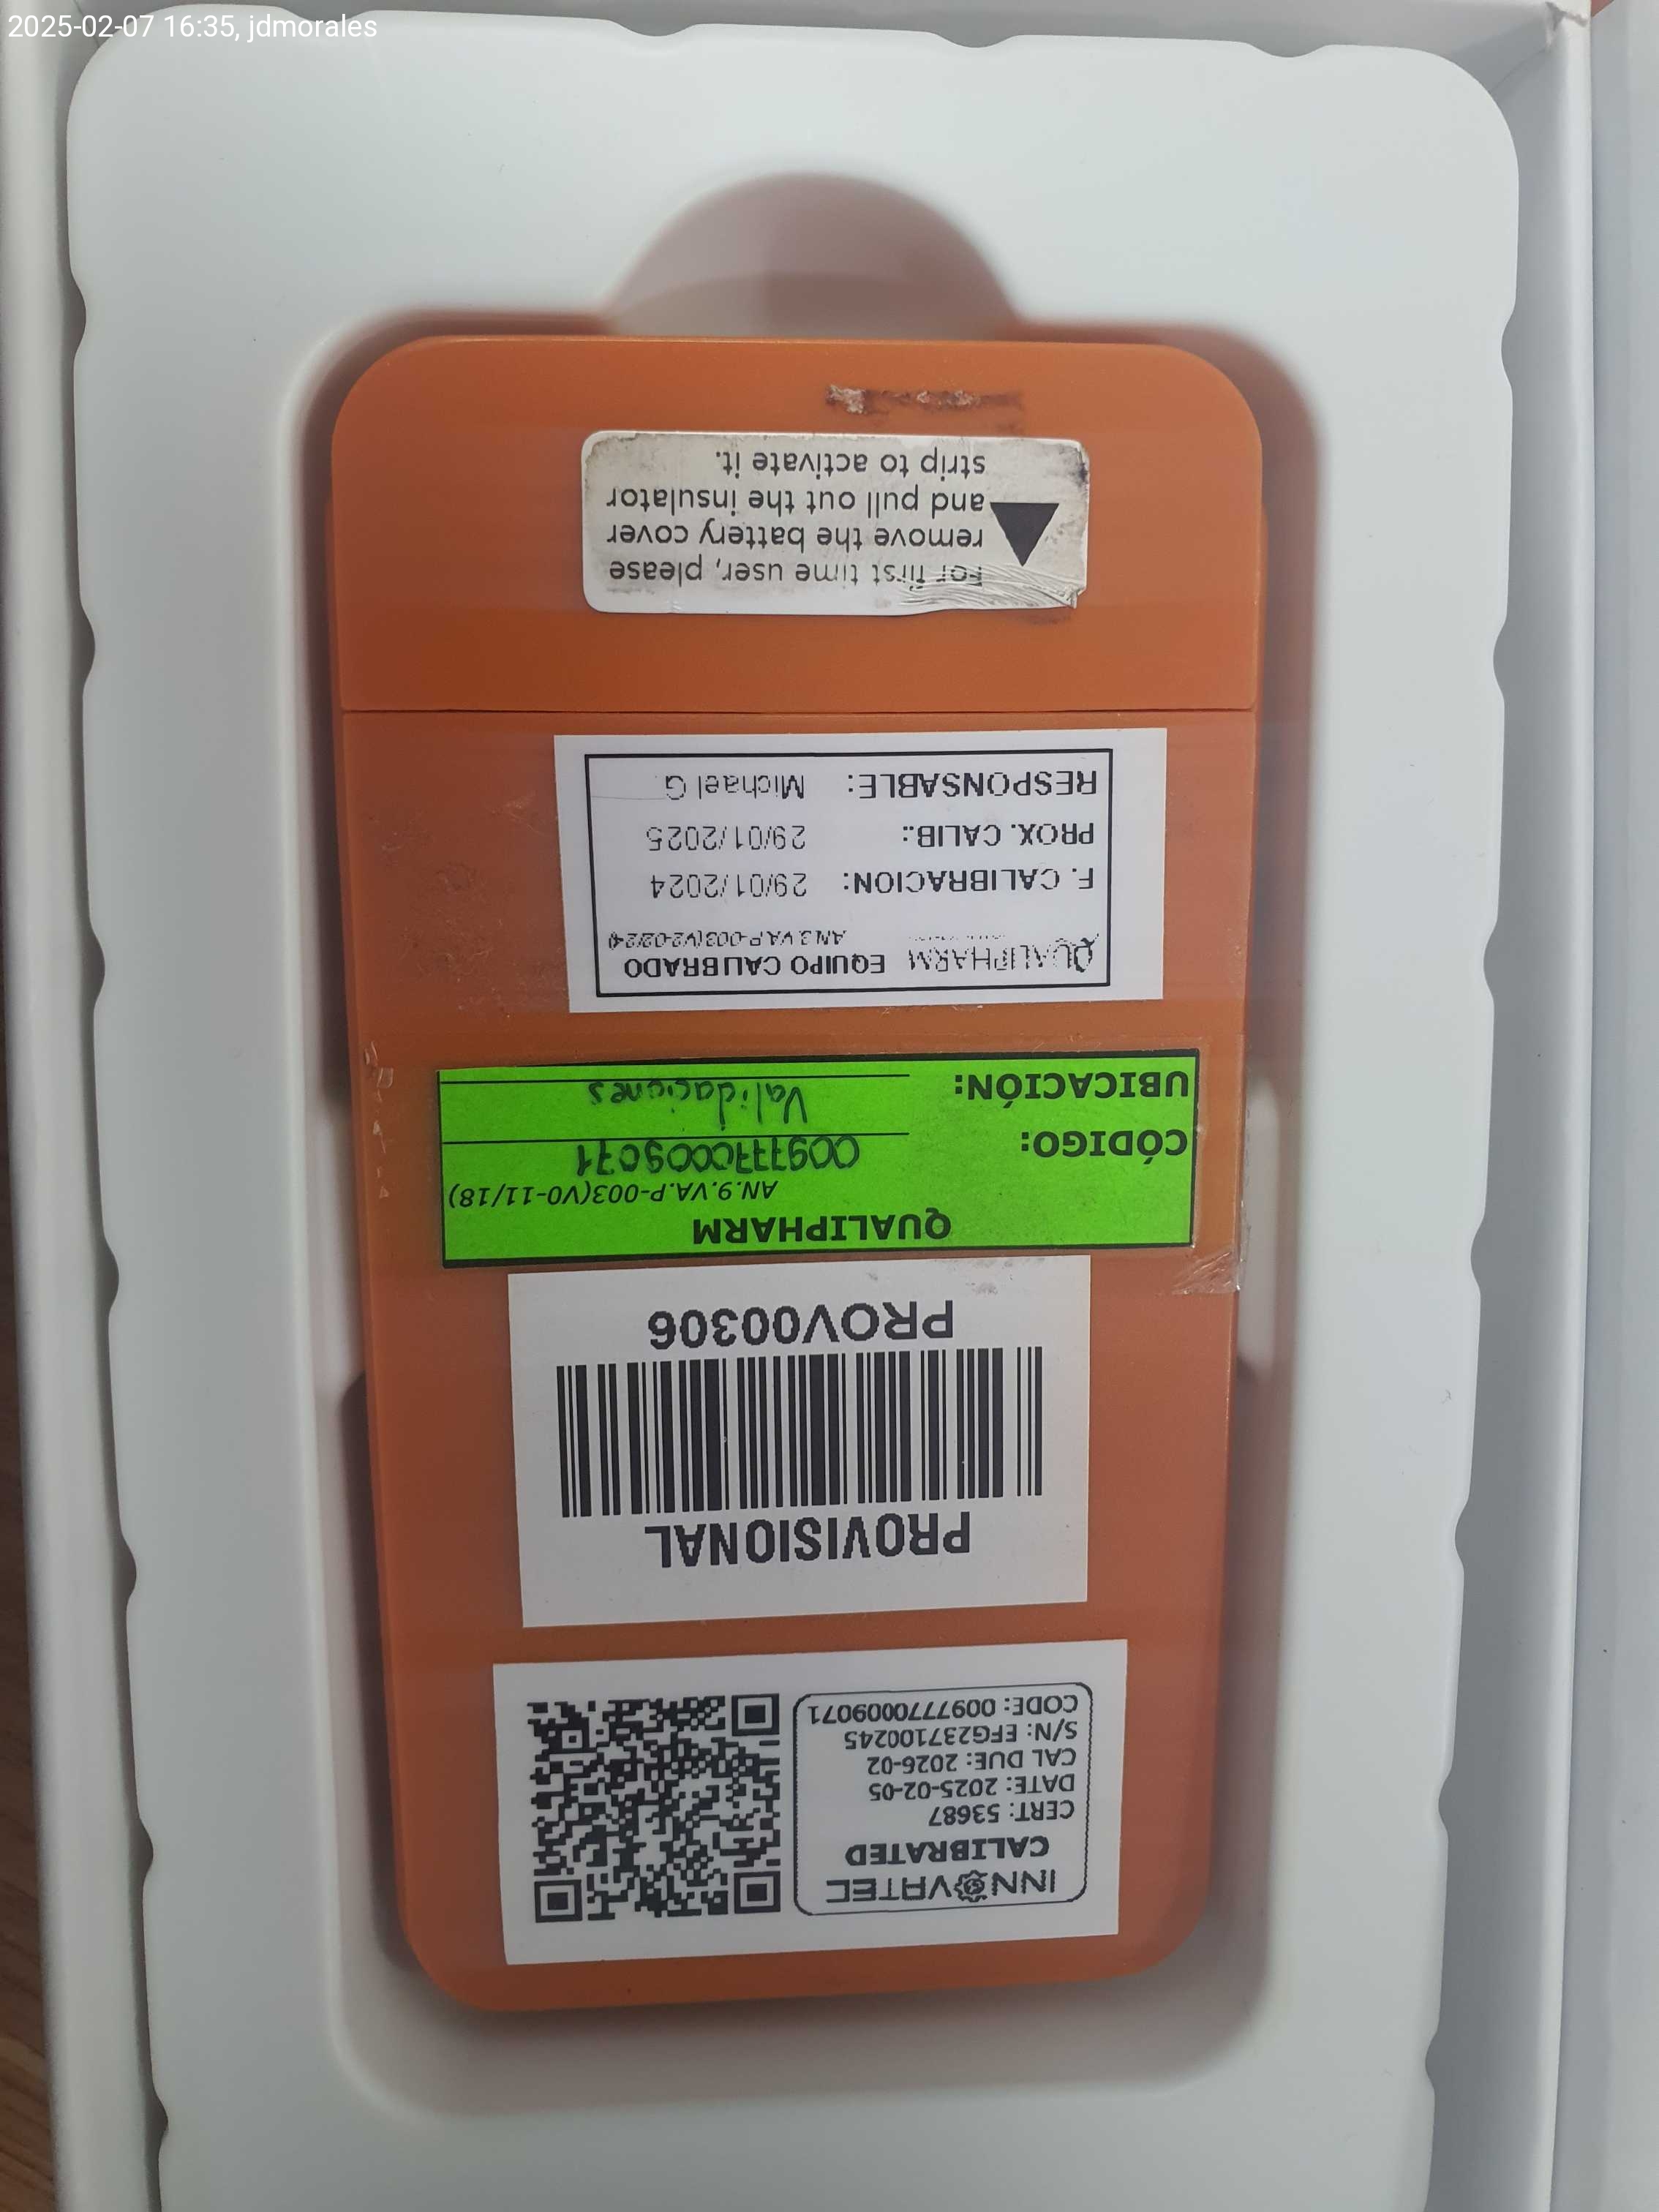 2025-02-07 16:35, jdmorales
INNOVATEC
CALIBRATED
CERT: 53687
DATE: 2025-02-05
CAL DUE: 2026-02
S/N: EFG237100245
CODE: 0097770009071
PROVISIONAL
PROV00306
QUALIPHARM
AN.9.VA.P-003(V0-11/18)
CÓDIGO: 0097770009071
UBICACIÓN: Validaciones
QUALIPHARM EQUIPO CALIBRADO
AN.3.VA.P-003(V2-02/24)
F. CALIBRACION: 29/01/2024
PROX. CALIB.: 29/01/2025
RESPONSABLE: Michael G.
For first time user, please
remove the battery cover
and pull out the insulator
strip to activate it.